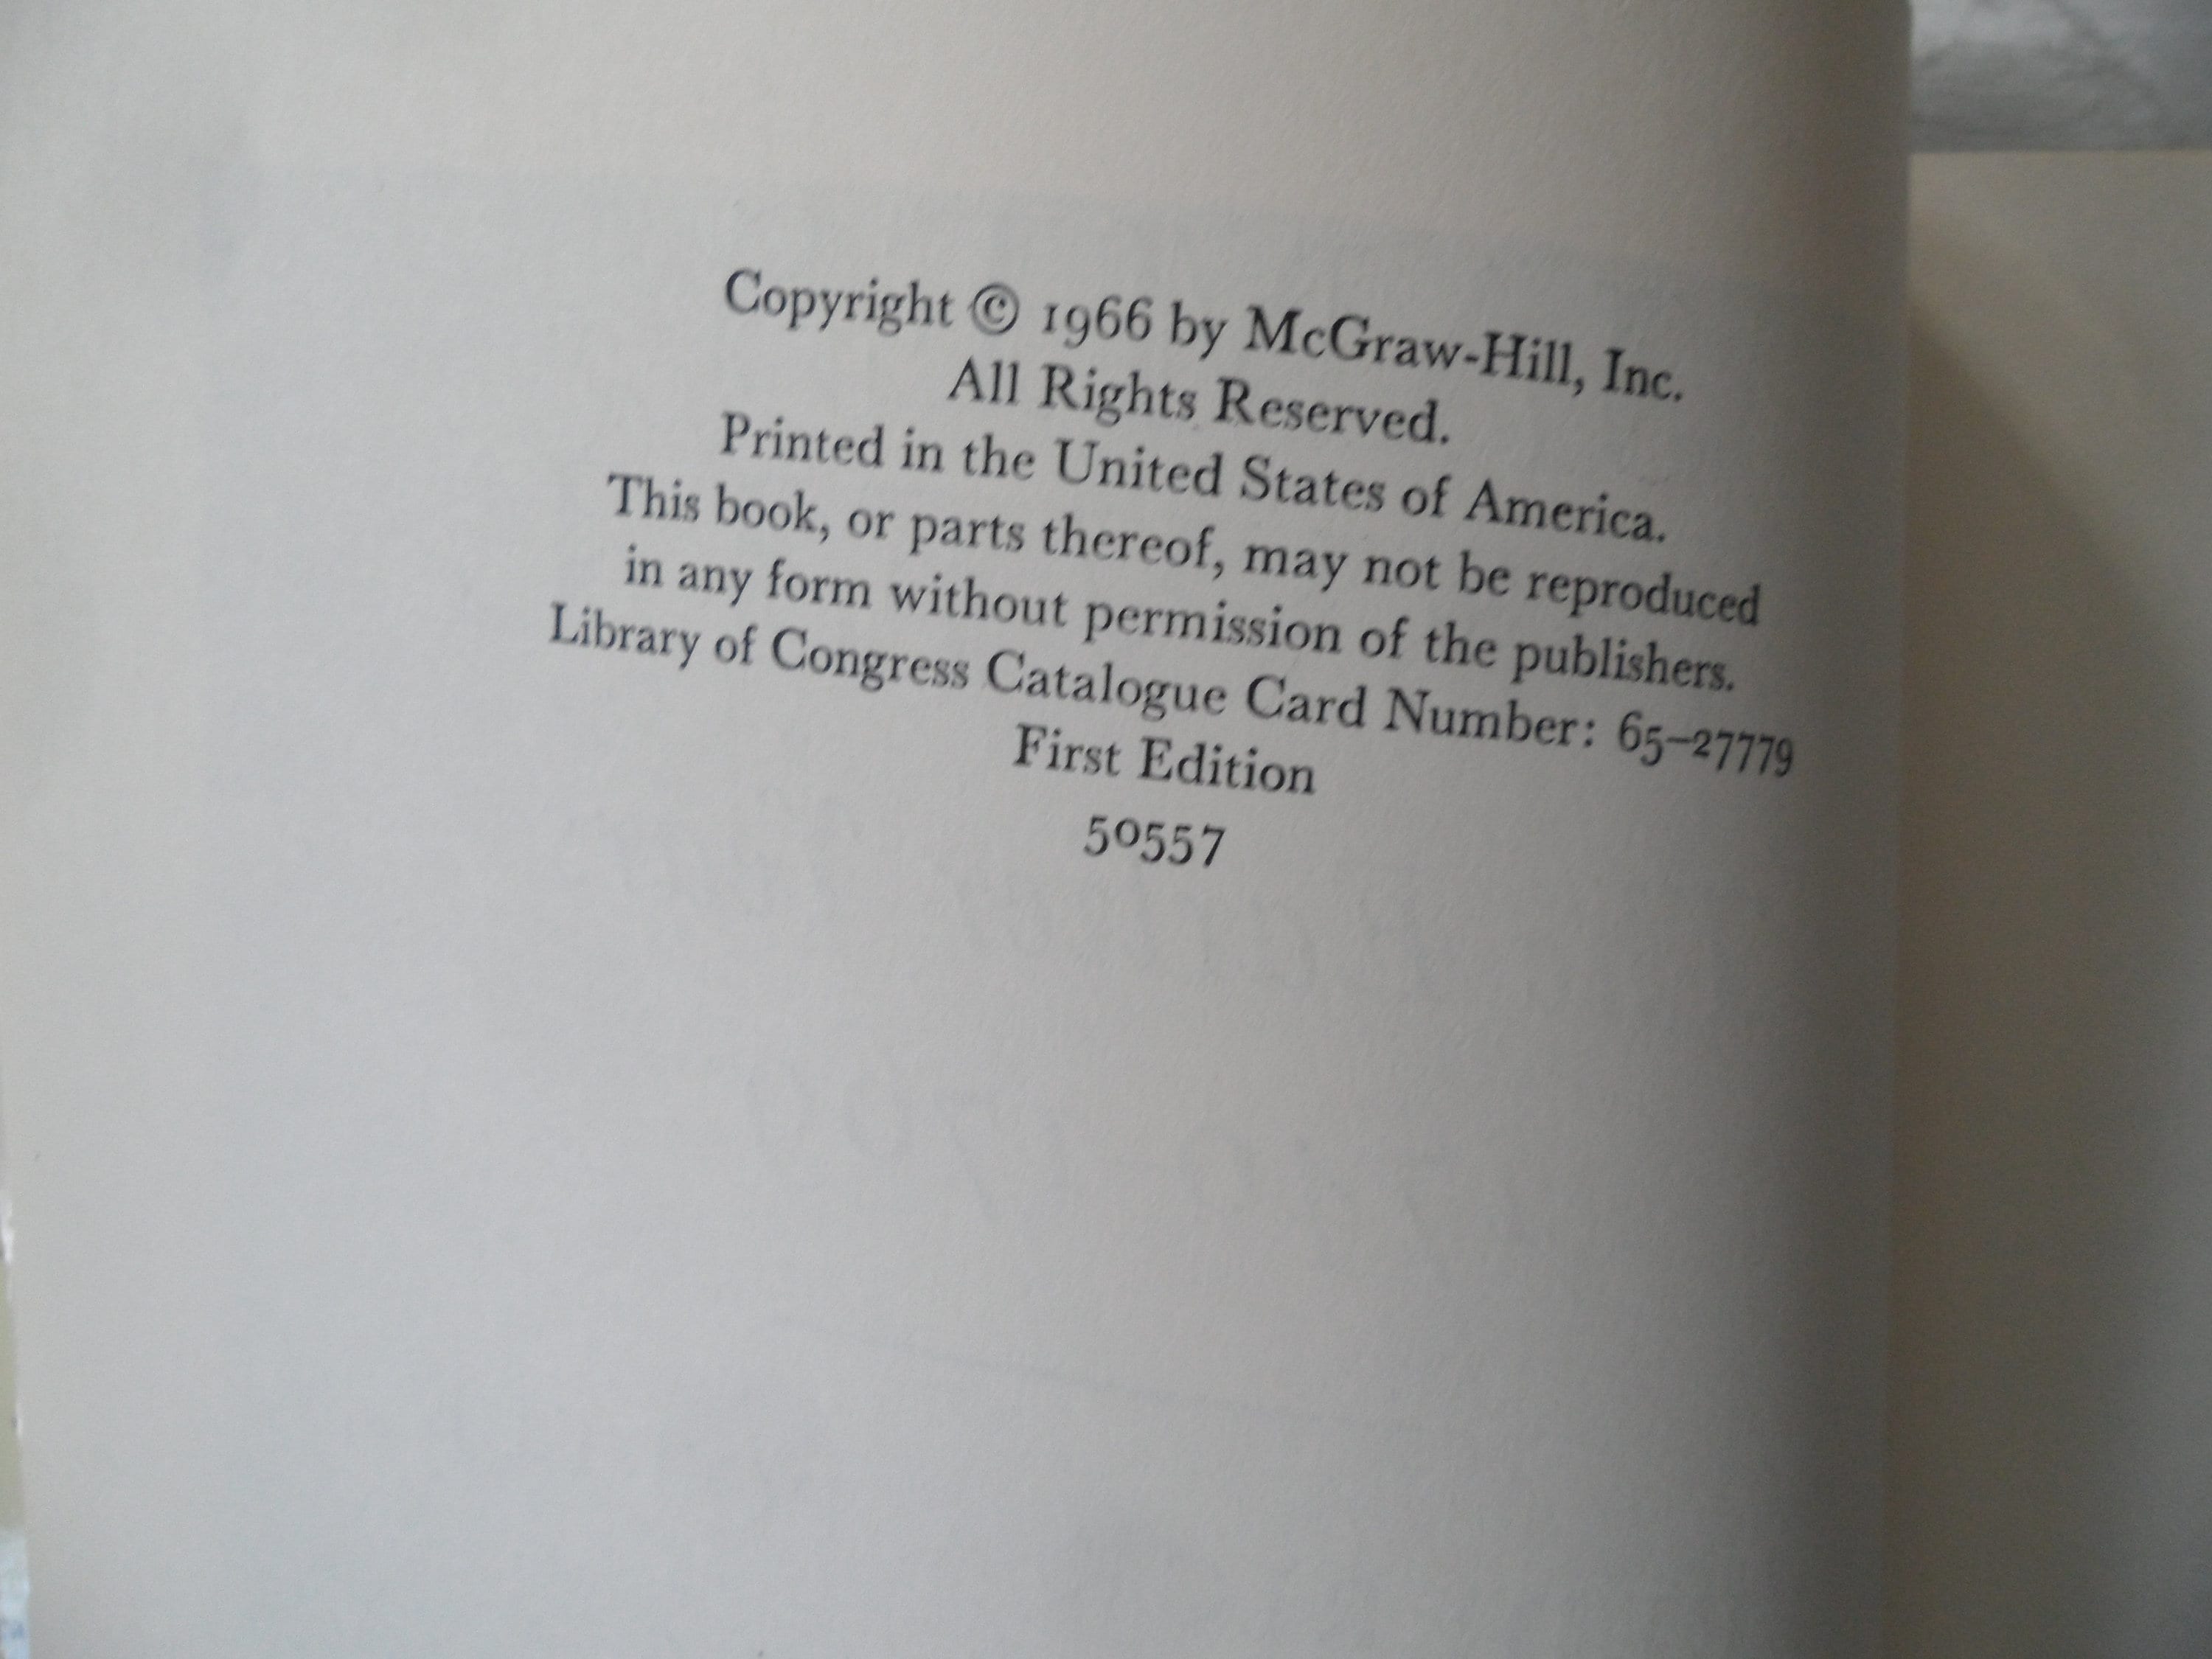 Copyright © 1966 by McGraw-Hill, Inc.
All Rights Reserved.
Printed in the United States of America.
This book, or parts thereof, may not be reproduced
in any form without permission of the publishers.
Library of Congress Catalogue Card Number: 65–27779
First Edition
50557